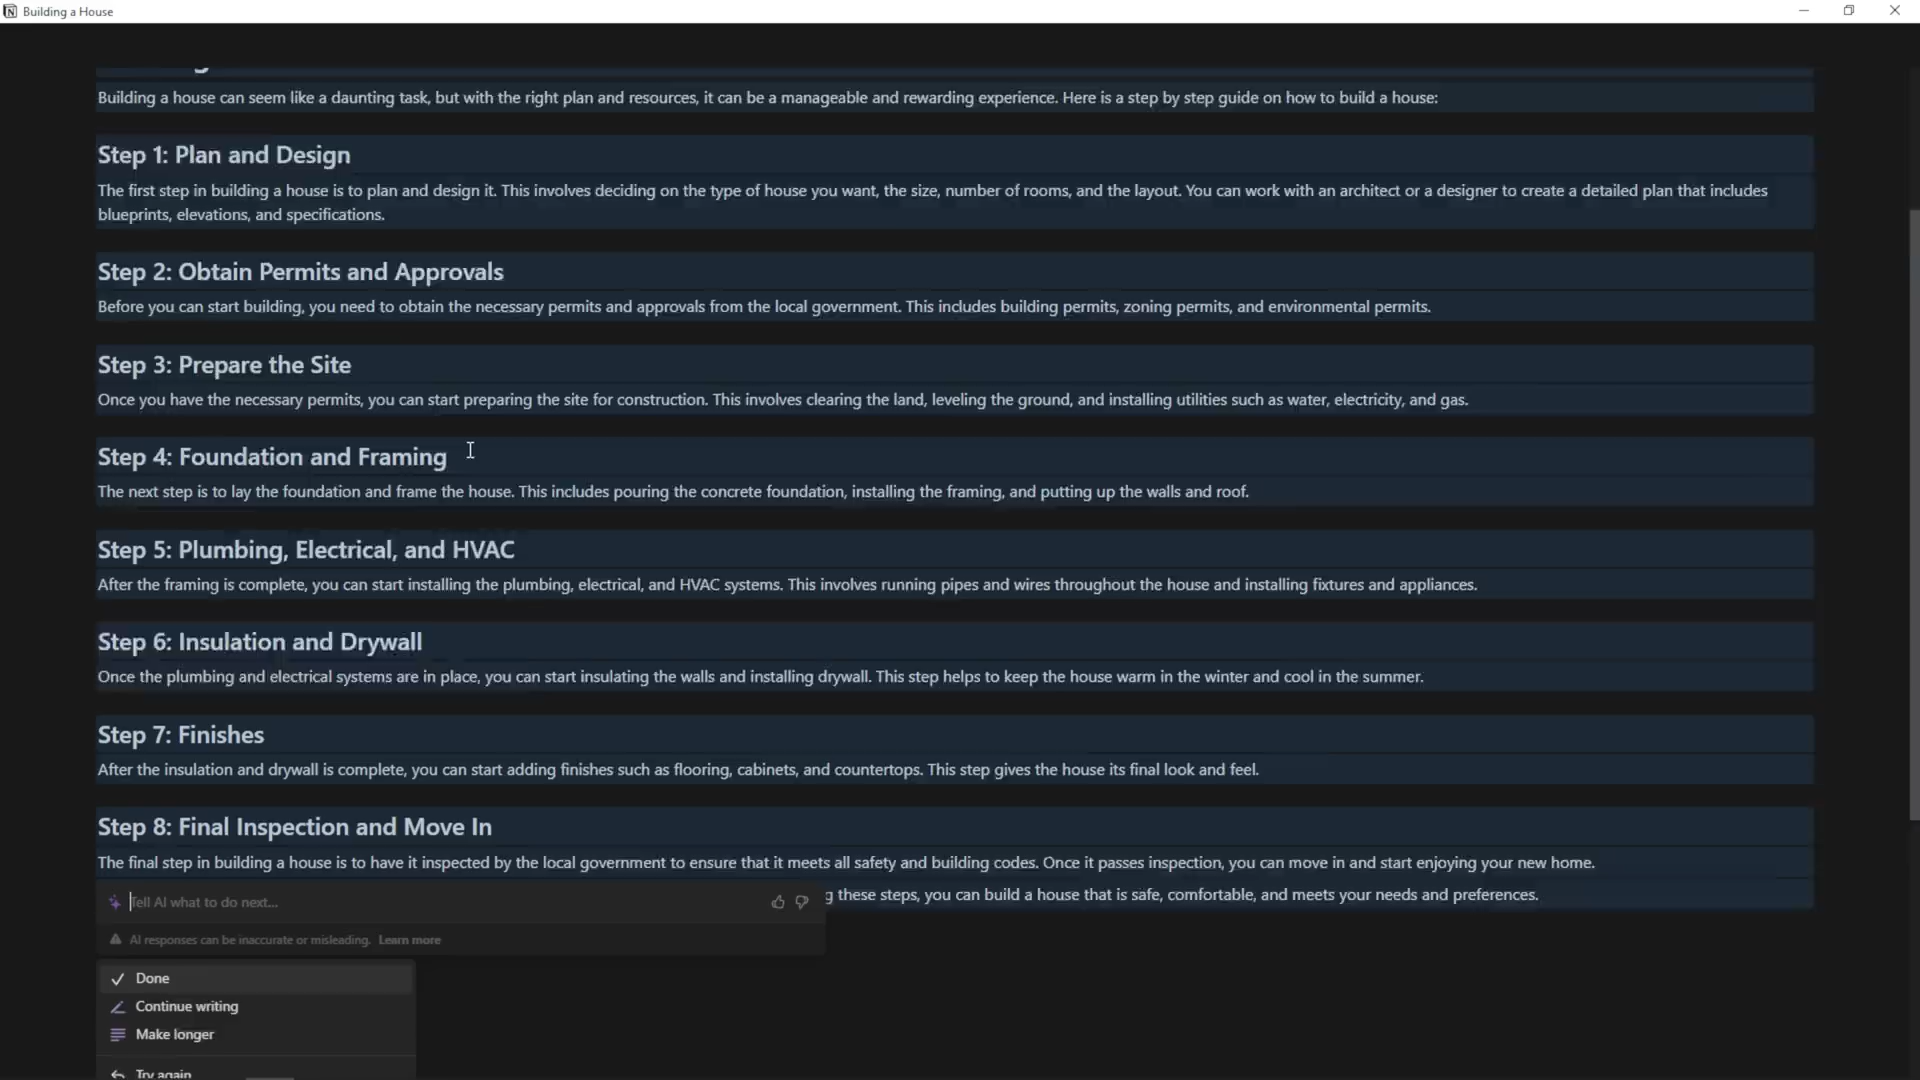 Building a House
Building a house can seem like a daunting task, but with the right plan and resources, it can be a manageable and rewarding experience. Here is a step by step guide on how to build a house:
Step 1: Plan and Design
The first step in building a house is to plan and design it. This involves deciding on the type of house you want, the size, number of rooms, and the layout. You can work with an architect or a designer to create a detailed plan that includes
blueprints, elevations, and specifications.
Step 2: Obtain Permits and Approvals
Before you can start building, you need to obtain the necessary permits and approvals from the local government. This includes building permits, zoning permits, and environmental permits.
Step 3: Prepare the Site
Once you have the necessary permits, you can start preparing the site for construction. This involves clearing the land, leveling the ground, and installing utilities such as water, electricity, and gas.
Step 4: Foundation and Framing
The next step is to lay the foundation and frame the house. This includes pouring the concrete foundation, installing the framing, and putting up the walls and roof.
Step 5: Plumbing, Electrical, and HVAC
After the framing is complete, you can start installing the plumbing, electrical, and HVAC systems. This involves running pipes and wires throughout the house and installing fixtures and appliances.
Step 6: Insulation and Drywall
Once the plumbing and electrical systems are in place, you can start insulating the walls and installing drywall. This step helps to keep the house warm in the winter and cool in the summer.
Step 7: Finishes
After the insulation and drywall is complete, you can start adding finishes such as flooring, cabinets, and countertops. This step gives the house its final look and feel.
Step 8: Final Inspection and Move In
The final step in building a house is to have it inspected by the local government to ensure that it meets all safety and building codes. Once it passes inspection, you can move in and start enjoying your new home.
these steps, you can build a house that is safe, comfortable, and meets your needs and preferences.
Tell AI what to do next...
AI responses can be inaccurate or misleading. Learn more
Done
Continue writing
Make longer
Try again